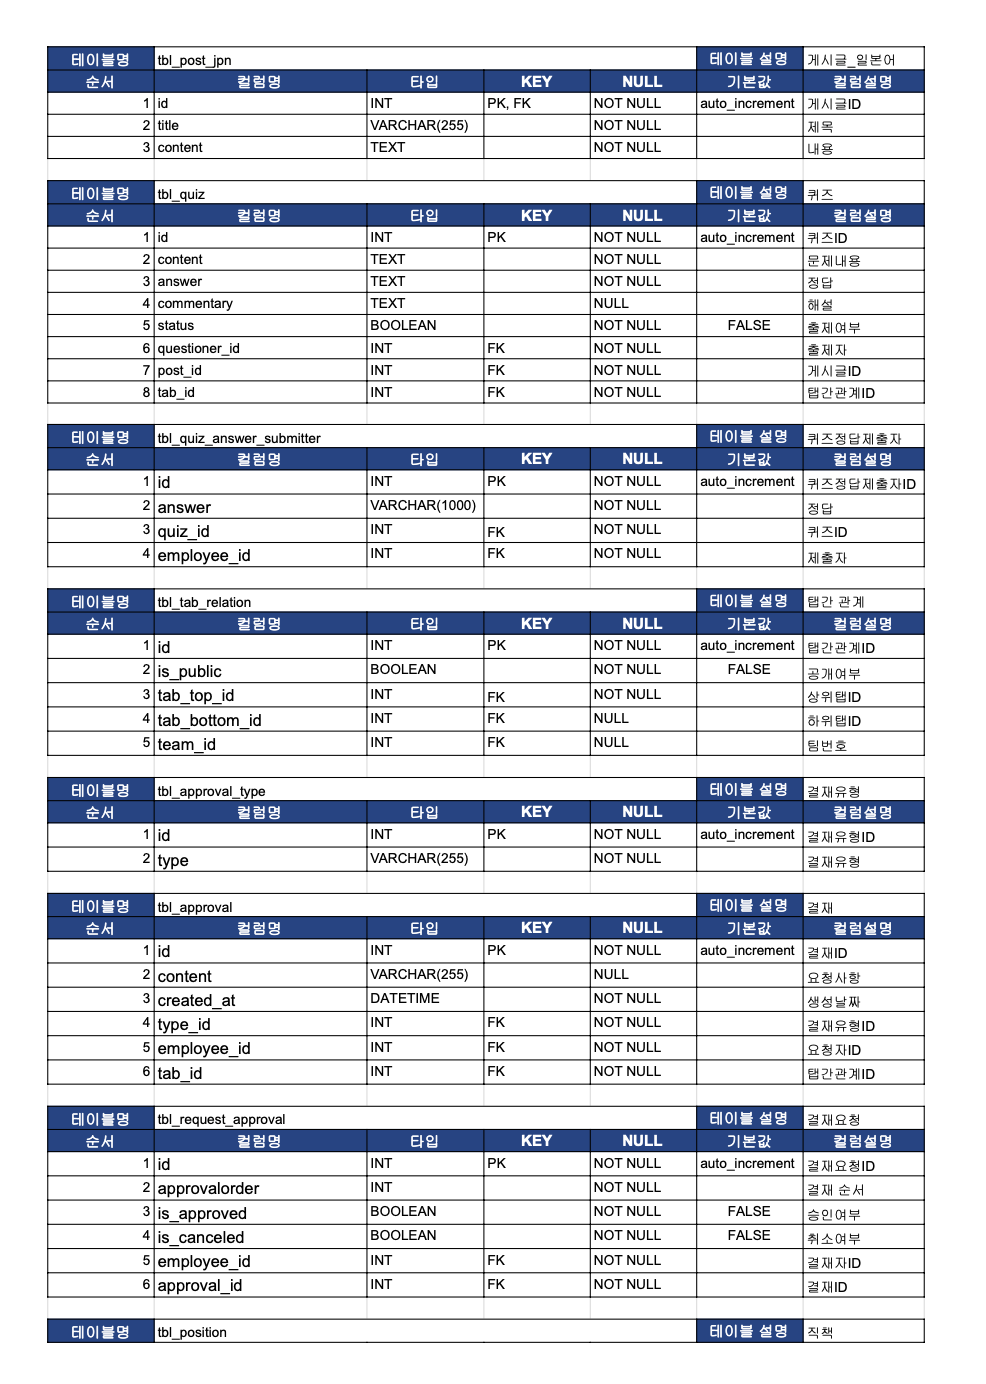 테이블명 tbl_post_jpn 테이블 설명 게시글_일본어
순서 컬럼명 타입 KEY NULL 기본값 컬럼설명
1 id INT PK, FK NOT NULL auto_increment 게시글ID
2 title VARCHAR(255) NOT NULL 제목
3 content TEXT NOT NULL 내용
테이블명 tbl_quiz 테이블 설명 퀴즈
순서 컬럼명 타입 KEY NULL 기본값 컬럼설명
1 id INT PK NOT NULL auto_increment 퀴즈ID
2 content TEXT NOT NULL 문제내용
3 answer TEXT NOT NULL 정답
4 commentary TEXT NULL 해설
5 status BOOLEAN NOT NULL FALSE 출제여부
6 questioner_id INT FK NOT NULL 출제자
7 post_id INT FK NOT NULL 게시글ID
8 tab_id INT FK NOT NULL 탭간관계ID
테이블명 tbl_quiz_answer_submitter 테이블 설명 퀴즈정답제출자
순서 컬럼명 타입 KEY NULL 기본값 컬럼설명
1 id INT PK NOT NULL auto_increment 퀴즈정답제출자ID
2 answer VARCHAR(1000) NOT NULL 정답
3 quiz_id INT FK NOT NULL 퀴즈ID
4 employee_id INT FK NOT NULL 제출자
테이블명 tbl_tab_relation 테이블 설명 탭간 관계
순서 컬럼명 타입 KEY NULL 기본값 컬럼설명
1 id INT PK NOT NULL auto_increment 탭간관계ID
2 is_public BOOLEAN NOT NULL FALSE 공개여부
3 tab_top_id INT FK NOT NULL 상위탭ID
4 tab_bottom_id INT FK NULL 하위탭ID
5 team_id INT FK NULL 팀번호
테이블명 tbl_approval_type 테이블 설명 결재유형
순서 컬럼명 타입 KEY NULL 기본값 컬럼설명
1 id INT PK NOT NULL auto_increment 결재유형ID
2 type VARCHAR(255) NOT NULL 결재유형
테이블명 tbl_approval 테이블 설명 결재
순서 컬럼명 타입 KEY NULL 기본값 컬럼설명
1 id INT PK NOT NULL auto_increment 결재ID
2 content VARCHAR(255) NULL 요청사항
3 created_at DATETIME NOT NULL 생성날짜
4 type_id INT FK NOT NULL 결재유형ID
5 employee_id INT FK NOT NULL 요청자ID
6 tab_id INT FK NOT NULL 탭간관계ID
테이블명 tbl_request_approval 테이블 설명 결재요청
순서 컬럼명 타입 KEY NULL 기본값 컬럼설명
1 id INT PK NOT NULL auto_increment 결재요청ID
2 approvalorder INT NOT NULL 결재 순서
3 is_approved BOOLEAN NOT NULL FALSE 승인여부
4 is_canceled BOOLEAN NOT NULL FALSE 취소여부
5 employee_id INT FK NOT NULL 결재자ID
6 approval_id INT FK NOT NULL 결재ID
테이블명 tbl_position 테이블 설명 직책